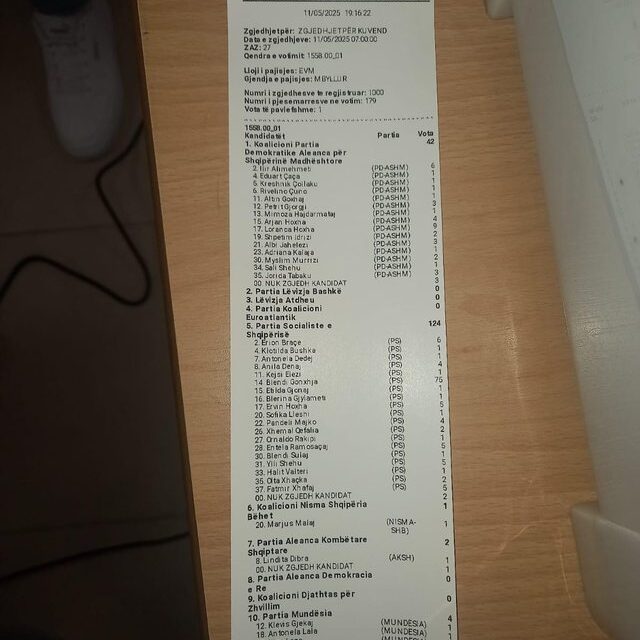 11/05/2025 19:16:22
Zgjedhjet për: ZGJEDHJET PËR KUVEND
Data e zgjedhjeve: 11/05/2025 07:00:00
ZAZ: 27
Qendra e votimit: 1558.00_01
Lloji i pajisjes: EVM
Gjendja e pajisjes: MBYLLUR
Numri i zgjedhesve te regjistruar: 1000
Numri i pjesemarresve ne votim: 179
Vota të pavlefshme: 1
1558.00_01
Kandidatët Partia Vota
1. Koalicioni Partia 42
Demokratike Aleanca për
Shqipërinë Madhështore
2. Ilir Alimehmeti (PD-ASHM) 6
4. Eduart Çaça (PD-ASHM) 1
5. Kreshnik Çollaku (PD-ASHM) 1
6. Rivelino Çuno (PD-ASHM) 1
11. Altin Goxhaj (PD-ASHM) 1
12. Petrit Gjorgji (PD-ASHM) 3
13. Mimoza Hajdarmataj (PD-ASHM) 1
16. Arjan Hoxha (PD-ASHM) 4
17. Loranca Hoxha (PD-ASHM) 9
19. Shpetim Idrizi (PD-ASHM) 2
21. Albi Jahelezi (PD-ASHM) 3
23. Adriana Kalaja (PD-ASHM) 1
30. Myslim Murrizi (PD-ASHM) 2
34. Sali Shehu (PD-ASHM) 1
35. Jorida Tabaku (PD-ASHM) 3
00. NUK ZGJEDH KANDIDAT 3
2. Partia Lëvizja Bashkë 0
3. Lëvizja Atdheu 0
4. Partia Koalicioni 0
Euroatlantik
5. Partia Socialiste e 124
Shqipërisë
2. Erion Braçe (PS) 6
4. Klotilda Bushka (PS) 1
7. Antoneta Dedej (PS) 1
8. Anila Denaj (PS) 4
11. Kejsi Elezi (PS) 1
14. Blendi Gonxhja (PS) 75
15. Etilda Gjonaj (PS) 1
16. Blerina Gjylameti (PS) 1
17. Ervin Hoxha (PS) 5
20. Sofika Lleshi (PS) 1
22. Pandeli Majko (PS) 4
26. Xhemal Qefalia (PS) 2
27. Ornaldo Rakipi (PS) 1
28. Entela Ramosaçaj (PS) 5
30. Blendi Sulaj (PS) 1
31. Ylli Shehu (PS) 5
33. Halit Valteri (PS) 1
35. Olta Xhaçka (PS) 2
37. Fatmir Xhafaj (PS) 5
00. NUK ZGJEDH KANDIDAT 2
6. Koalicioni Nisma Shqipëria 1
Bëhet
20. Marjus Malaj (NISMA- 1
SHB)
7. Partia Aleanca Kombëtare 2
Shqiptare
8. Lindita Dibra (AKSH) 1
00. NUK ZGJEDH KANDIDAT 1
8. Partia Aleanca Demokracia 0
e Re
9. Koalicioni Djathtas për 0
Zhvillim
10. Partia Mundësia 4
12. Klevis Gjekaj (MUNDËSIA) 1
18. Antonela Lala (MUNDËSIA) 1